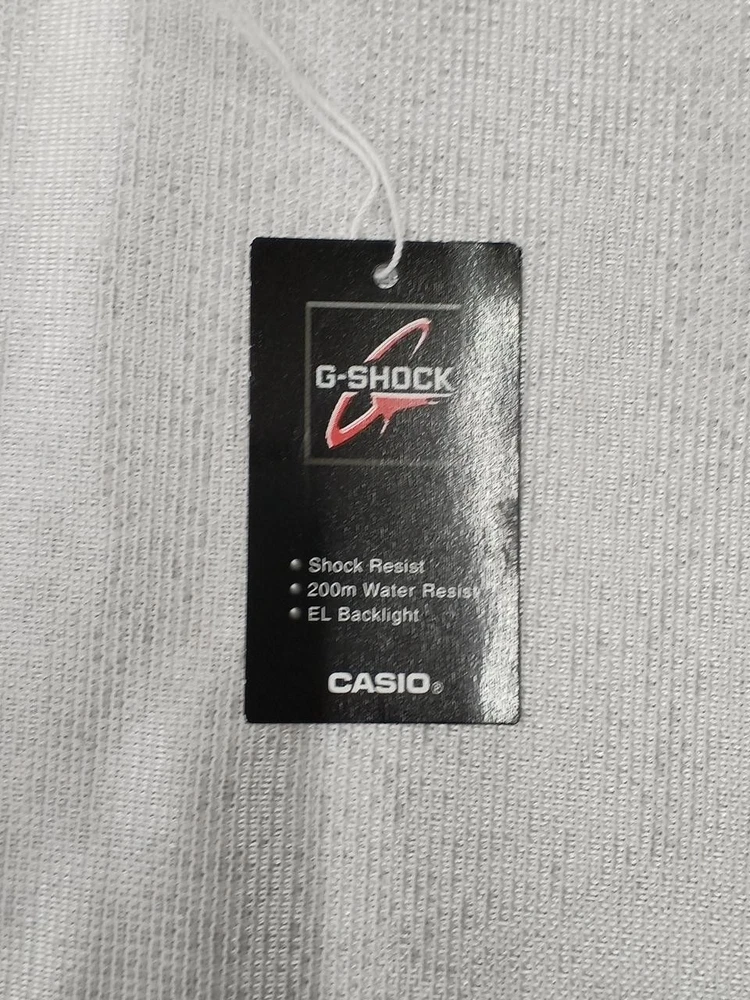 G-SHOCK
• Shock Resist
• 200m Water Resist
• EL Backlight
CASIO®